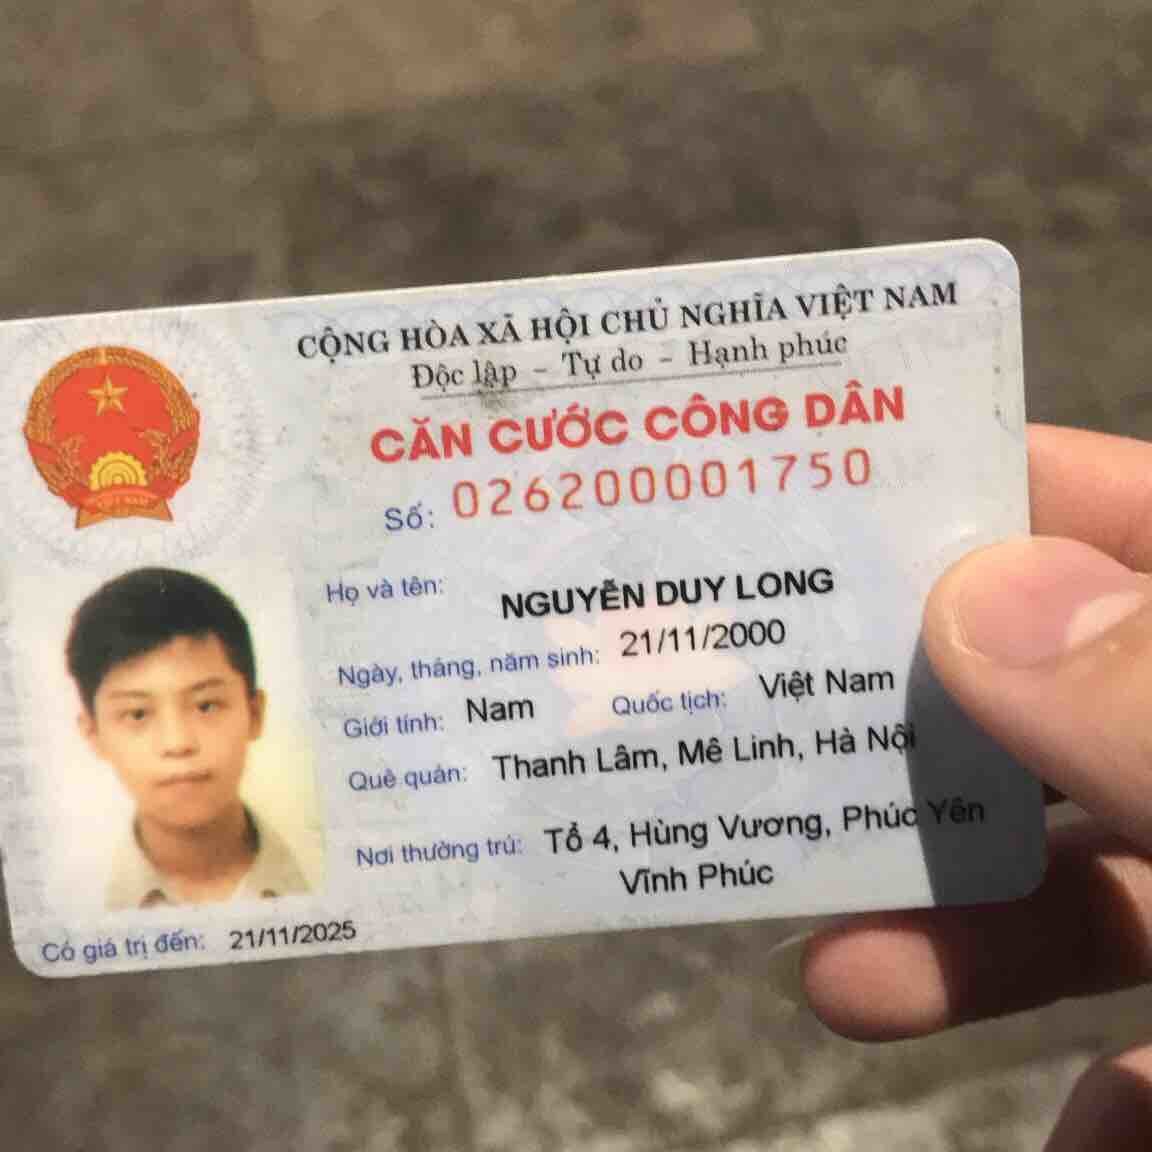 CỘNG HÒA XÃ HỘI CHỦ NGHĨA VIỆT NAM
Độc lập - Tự do - Hạnh phúc
CĂN CƯỚC CÔNG DÂN
Số: 026200001750
Họ và tên: NGUYỄN DUY LONG
Ngày, tháng, năm sinh: 21/11/2000
Giới tính: Nam Quốc tịch: Việt Nam
Quê quán: Thanh Lâm, Mê Linh, Hà Nội
Nơi thường trú: Tổ 4, Hùng Vương, Phúc Yên
Vĩnh Phúc
Có giá trị đến: 21/11/2025